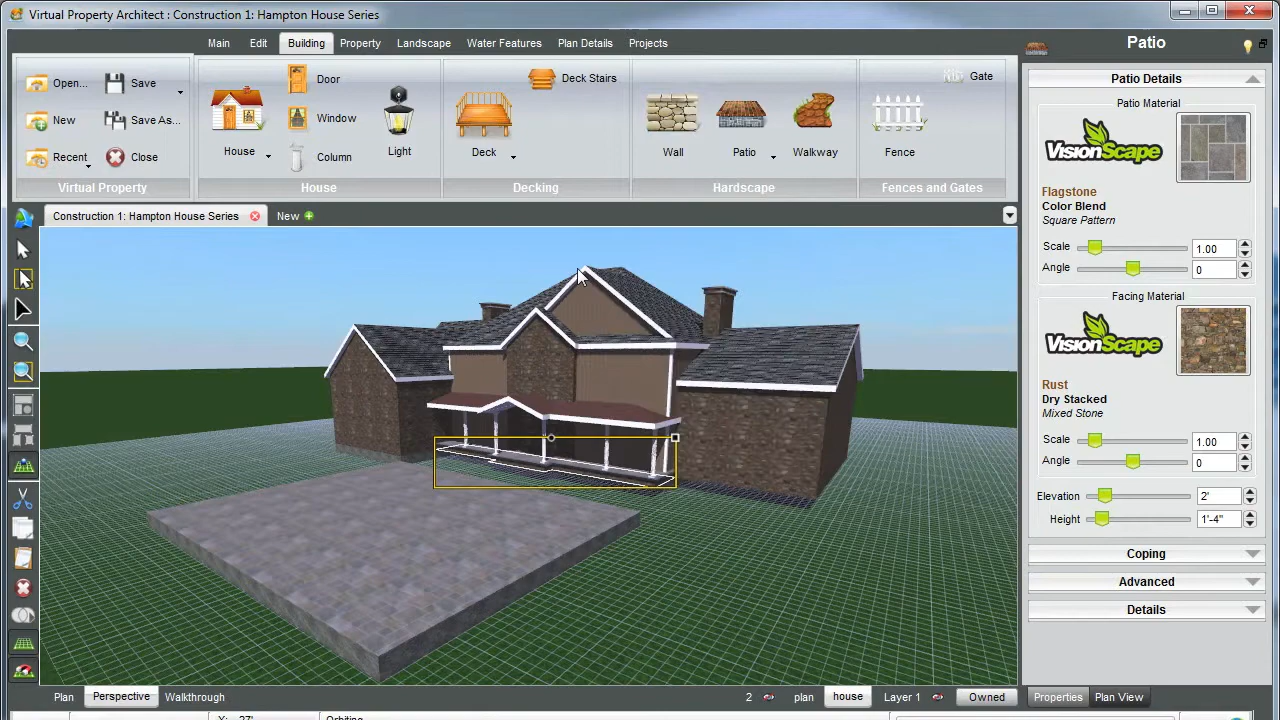 Virtual Property Architect : Construction 1: Hampton House Series
Main Edit Building Property Landscape Water Features Plan Details Projects
Open... Save
New Save As...
Recent Close
Virtual Property
House
Door
Window
Column
Light
House
Deck
Deck Stairs
Decking
Wall Patio Walkway
Hardscape
Gate
Fence
Fences and Gates
Construction 1: Hampton House Series New
Patio
Patio Details
Patio Material
VisionScape
Flagstone
Color Blend
Square Pattern
Scale 1.00
Angle 0
Facing Material
VisionScape
Rust
Dry Stacked
Mixed Stone
Scale 1.00
Angle 0
Elevation 2'
Height 1'-4"
Coping
Advanced
Details
Plan Perspective Walkthrough 2 plan house Layer 1 Owned Properties Plan View